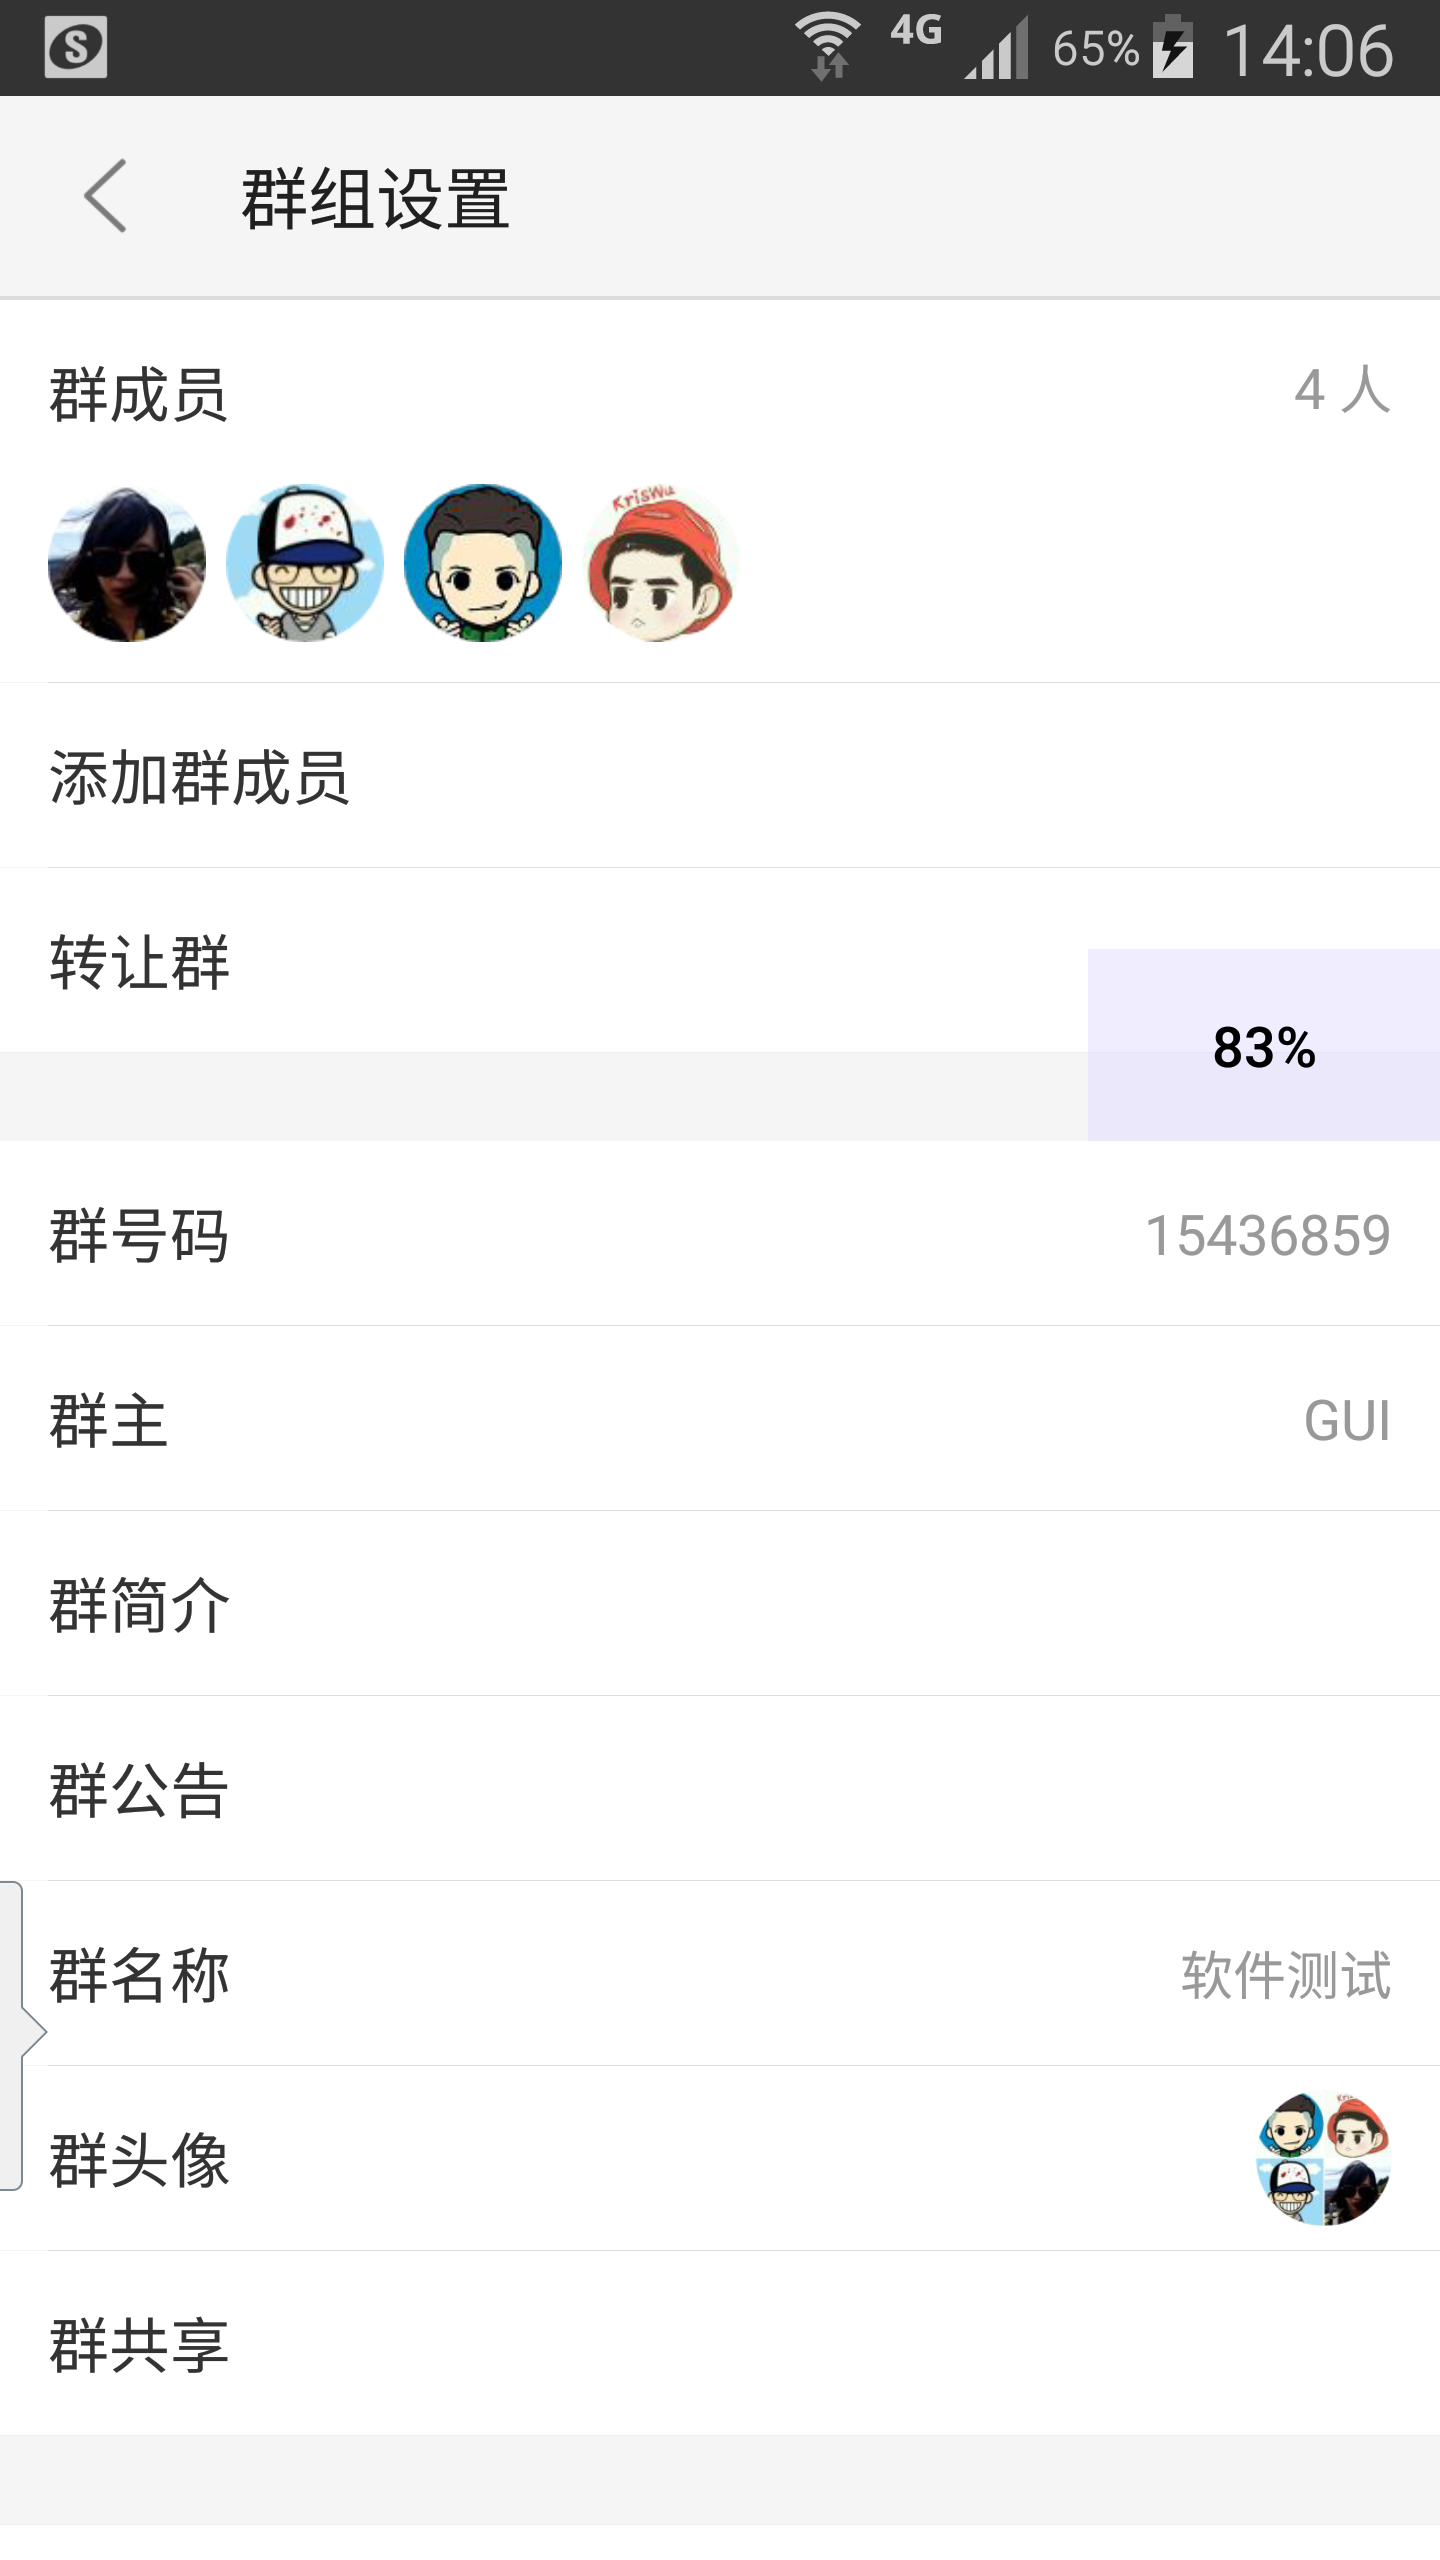 4G 65% 14:06
群组设置
群成员 4 人
KrisWu
添加群成员
转让群
83%
群号码 15436859
群主 GUI
群简介
群公告
群名称 软件测试
群头像
群共享